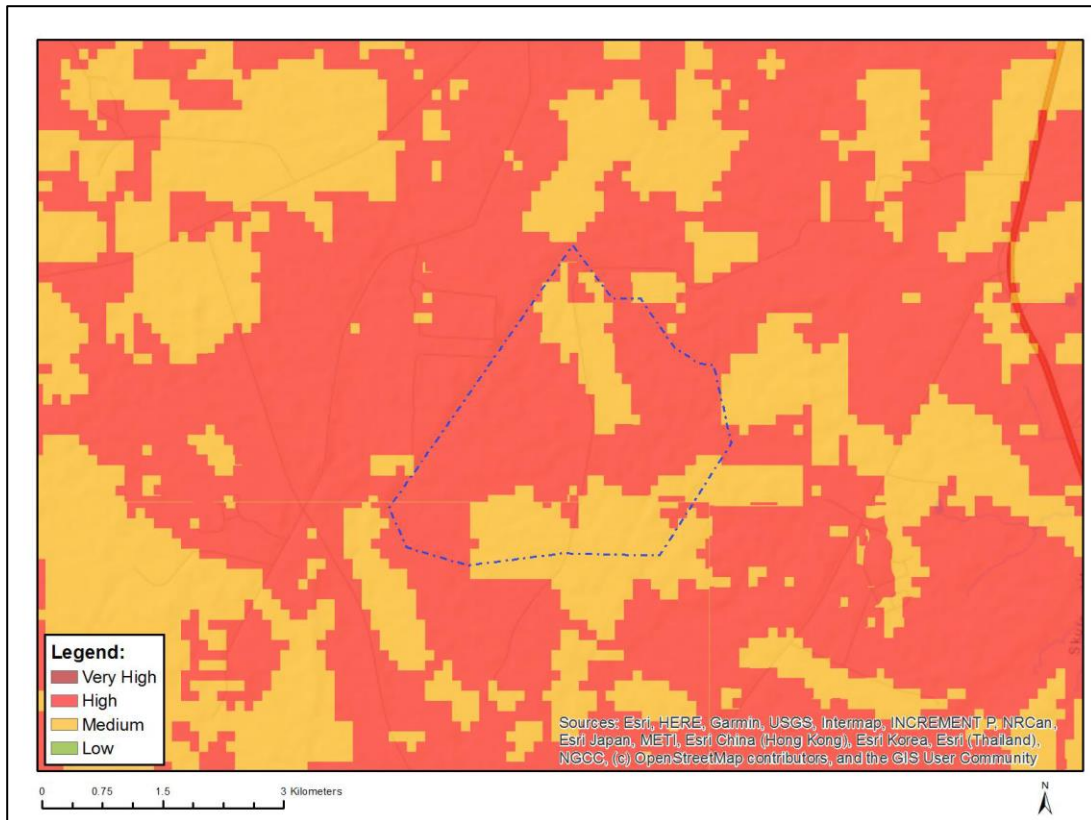 Legend:
Very High
High
Medium
Low
Sources: Esri, HERE, Garmin, USGS, Intermap, INCREMENT P, NRCan,
Esri Japan, METI, Esri China (Hong Kong), Esri Korea, Esri (Thailand),
NGCC, (c) OpenStreetMap contributors, and the GIS User Community
0 0.75 1.5 3 Kilometers
N